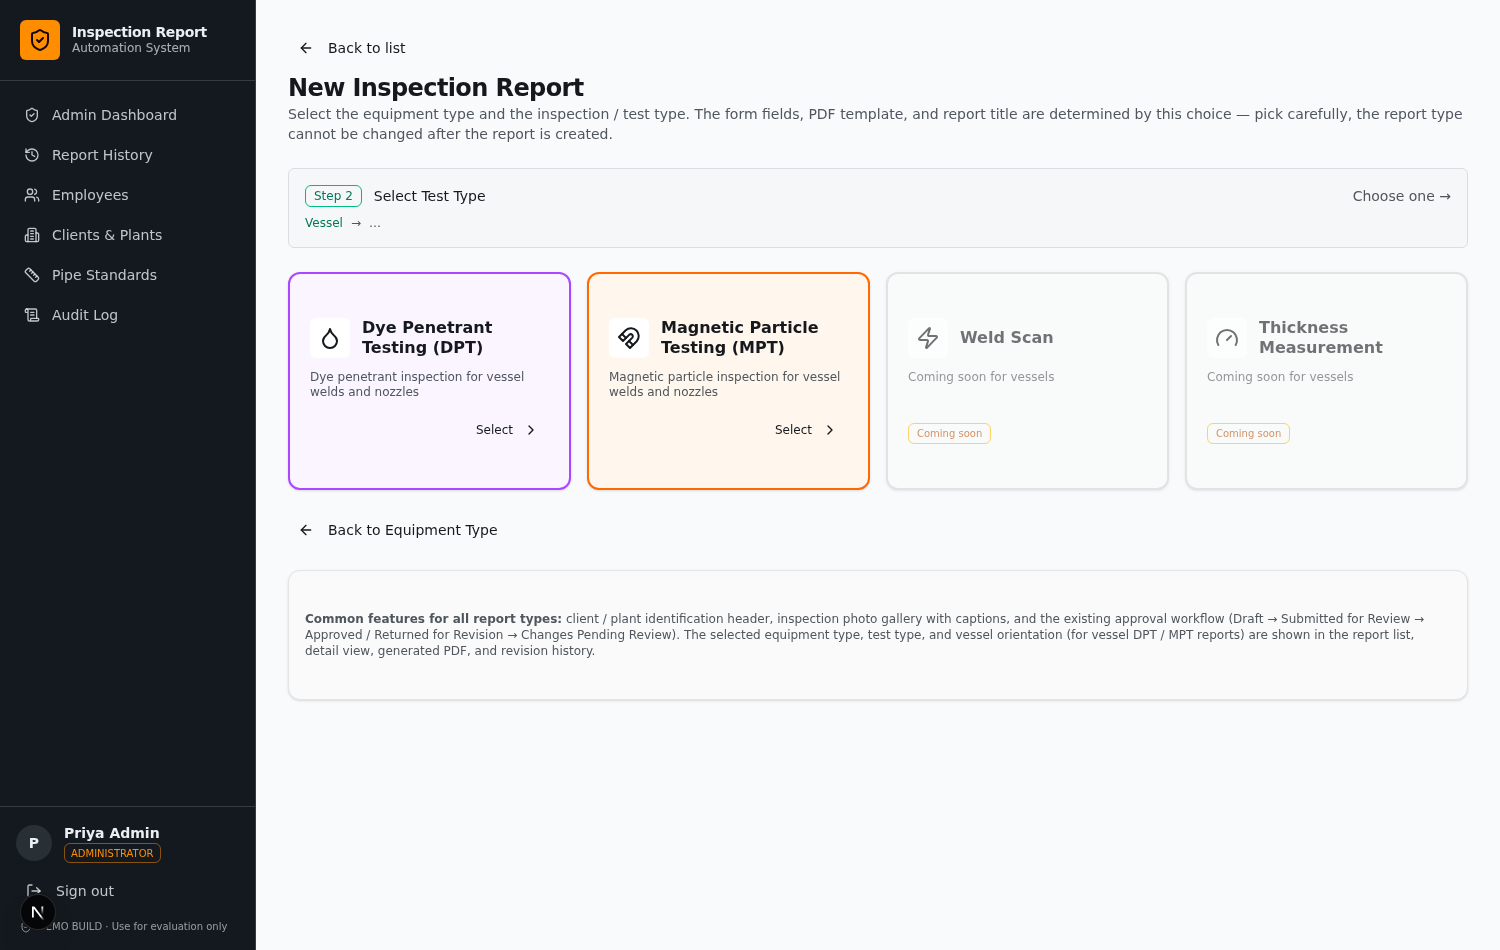 Inspection Report
Automation System
Admin Dashboard
Report History
Employees
Clients & Plants
Pipe Standards
Audit Log
P
Priya Admin
ADMINISTRATOR
Sign out
N
MO BUILD · Use for evaluation only
← Back to list
New Inspection Report
Select the equipment type and the inspection / test type. The form fields, PDF template, and report title are determined by this choice — pick carefully, the report type
cannot be changed after the report is created.
Step 2 Select Test Type
Choose one →
Vessel → ...
Dye Penetrant
Testing (DPT)
Dye penetrant inspection for vessel
welds and nozzles
Select
Magnetic Particle
Testing (MPT)
Magnetic particle inspection for vessel
welds and nozzles
Select
Weld Scan
Coming soon for vessels
Coming soon
Thickness
Measurement
Coming soon for vessels
Coming soon
← Back to Equipment Type
Common features for all report types: client / plant identification header, inspection photo gallery with captions, and the existing approval workflow (Draft → Submitted for Review →
Approved / Returned for Revision → Changes Pending Review). The selected equipment type, test type, and vessel orientation (for vessel DPT / MPT reports) are shown in the report list,
detail view, generated PDF, and revision history.